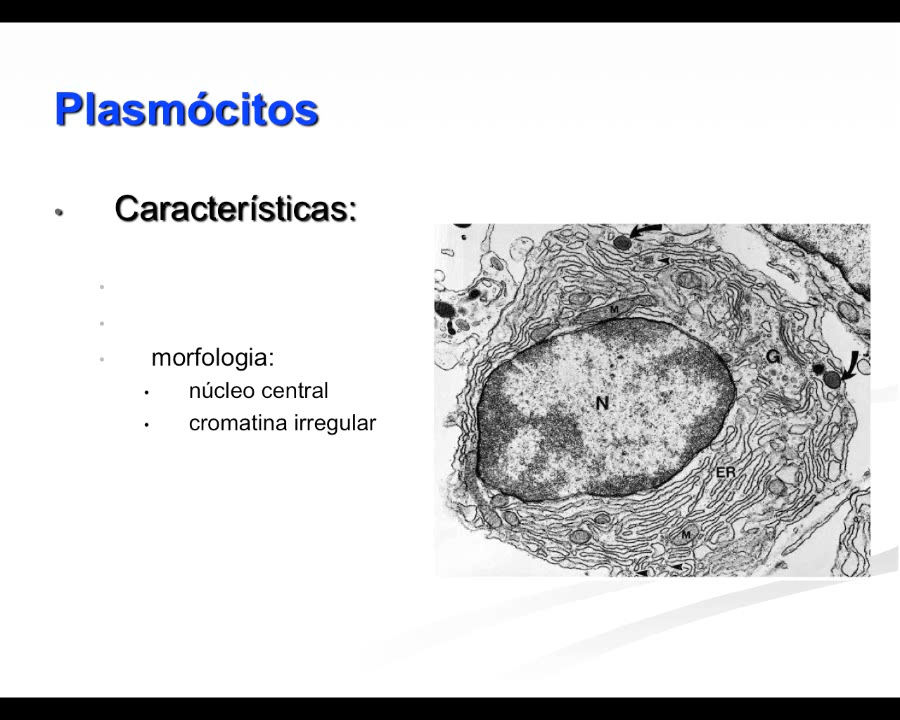 Plasmócitos
• Características:
•
•
• morfologia:
• núcleo central
• cromatina irregular
D
M
G
N
ER
M